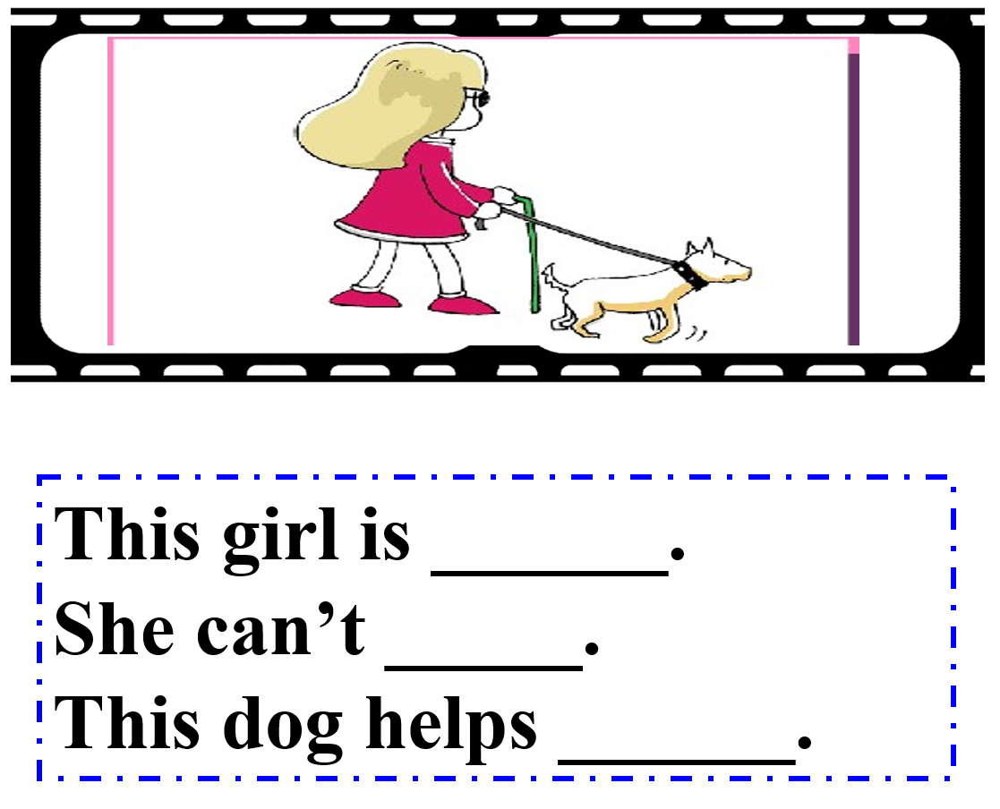 This girl is ______.
She can’t _____.
This dog helps ______.